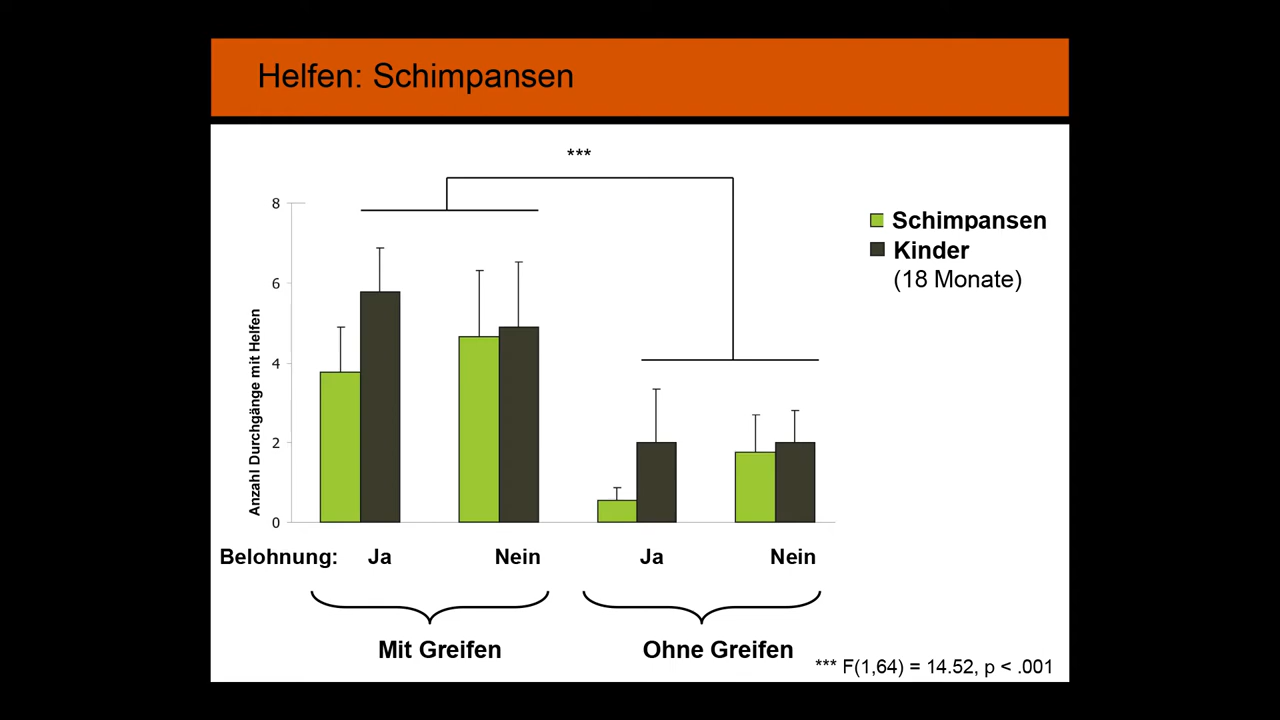 Helfen: Schimpansen
***
8
6
4
2
0
Anzahl Durchgänge mit Helfen
Schimpansen
Kinder
(18 Monate)
Belohnung: Ja Nein Ja Nein
Mit Greifen Ohne Greifen
*** F(1,64) = 14.52, p < .001